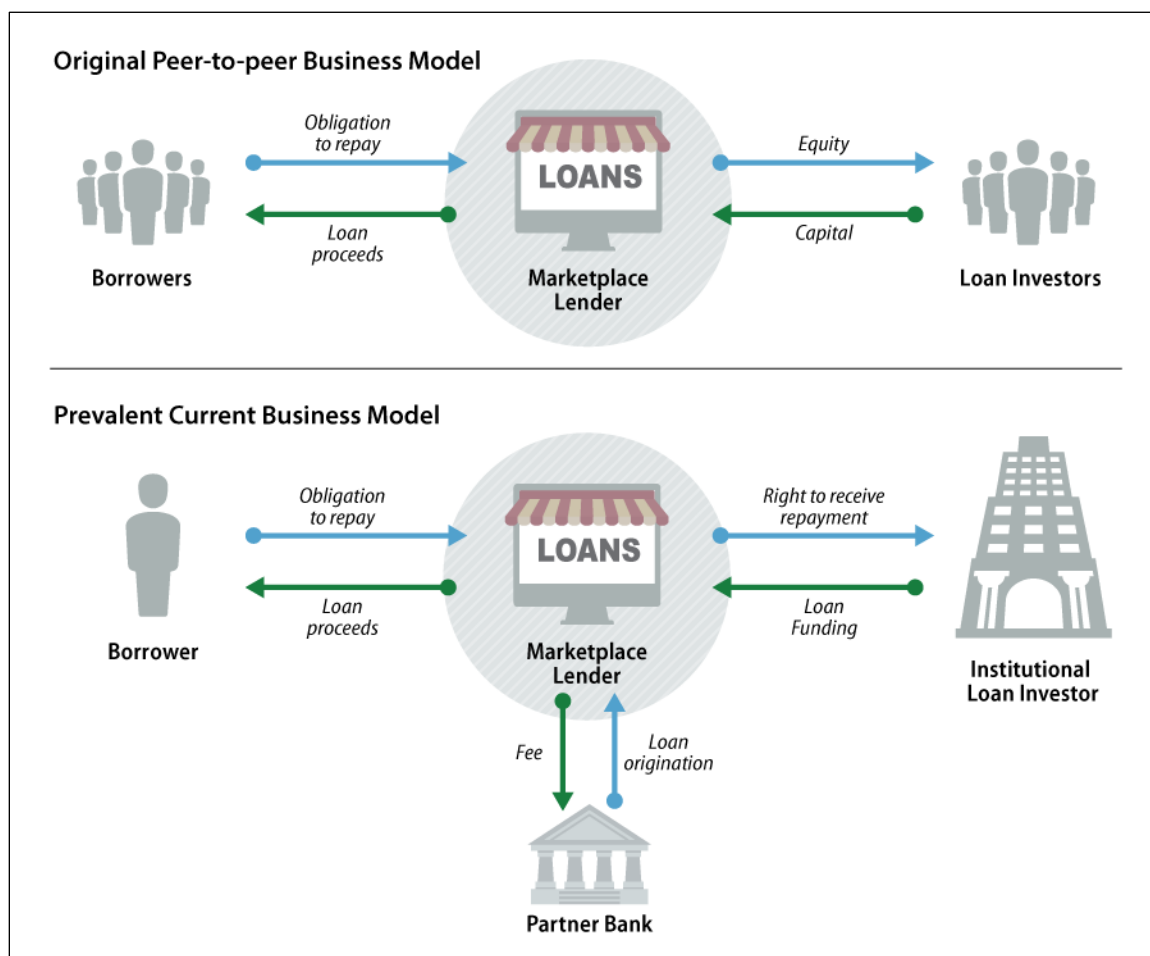 Original Peer-to-peer Business Model
Obligation
to repay
Equity
LOANS
Loan
proceeds
Capital
Borrowers
Marketplace
Lender
Loan Investors
Prevalent Current Business Model
Obligation
to repay
Right to receive
repayment
LOANS
Loan
proceeds
Loan
Funding
Borrower
Marketplace
Lender
Institutional
Loan Investor
Fee
Loan
origination
Partner Bank